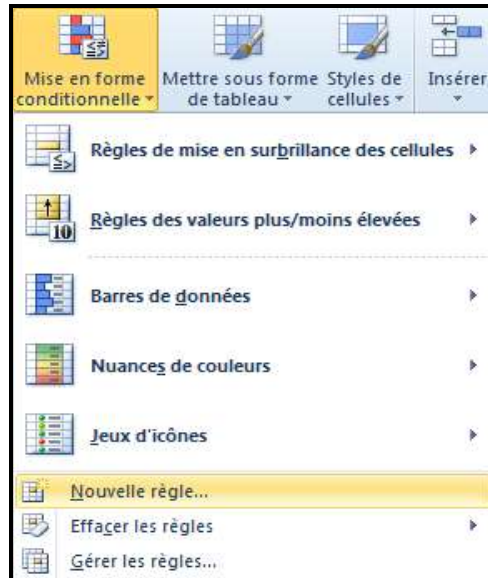 Mise en forme conditionnelle
Mettre sous forme de tableau
Styles de cellules
Insérer
Règles de mise en surbrillance des cellules
Règles des valeurs plus/moins élevées
10
Barres de données
Nuances de couleurs
Jeux d'icônes
Nouvelle règle...
Effacer les règles
Gérer les règles...